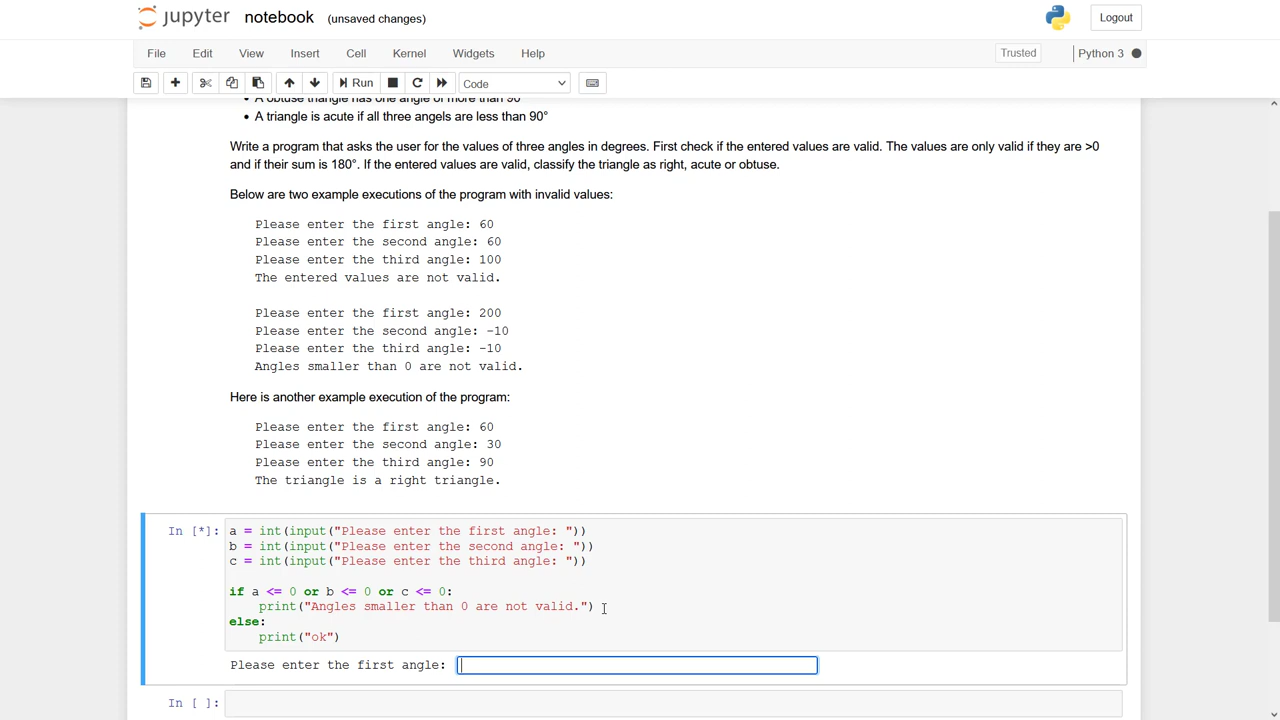 jupyter notebook (unsaved changes) Logout
File Edit View Insert Cell Kernel Widgets Help Trusted Python 3
Run Code
• A obtuse triangle has one angle of more than 90°
• A triangle is acute if all three angels are less than 90°
Write a program that asks the user for the values of three angles in degrees. First check if the entered values are valid. The values are only valid if they are >0
and if their sum is 180°. If the entered values are valid, classify the triangle as right, acute or obtuse.
Below are two example executions of the program with invalid values:
Please enter the first angle: 60
Please enter the second angle: 60
Please enter the third angle: 100
The entered values are not valid.
Please enter the first angle: 200
Please enter the second angle: -10
Please enter the third angle: -10
Angles smaller than 0 are not valid.
Here is another example execution of the program:
Please enter the first angle: 60
Please enter the second angle: 30
Please enter the third angle: 90
The triangle is a right triangle.
In [*]: a = int(input("Please enter the first angle: "))
b = int(input("Please enter the second angle: "))
c = int(input("Please enter the third angle: "))
if a <= 0 or b <= 0 or c <= 0:
print("Angles smaller than 0 are not valid.")
else:
print("ok")
Please enter the first angle:
In [ ]: